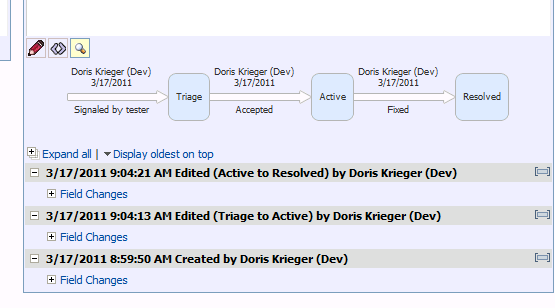 Doris Krieger (Dev) Doris Krieger (Dev) Doris Krieger (Dev)
3/17/2011 3/17/2011 3/17/2011
Triage Active Resolved
Signaled by tester Accepted Fixed
Expand all | Display oldest on top
3/17/2011 9:04:21 AM Edited (Active to Resolved) by Doris Krieger (Dev)
Field Changes
3/17/2011 9:04:13 AM Edited (Triage to Active) by Doris Krieger (Dev)
Field Changes
3/17/2011 8:59:50 AM Created by Doris Krieger (Dev)
Field Changes